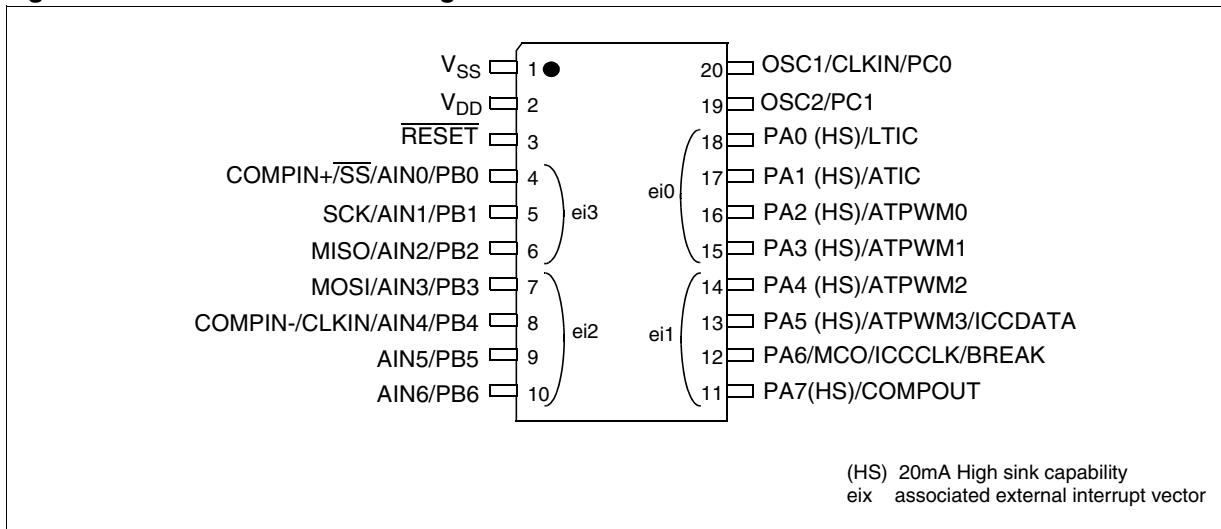 VSS 1 20 OSC1/CLKIN/PC0
VDD 2 19 OSC2/PC1
RESET 3 18 PA0 (HS)/LTIC
COMPIN+/SS/AIN0/PB0 4 17 PA1 (HS)/ATIC
ei0
SCK/AIN1/PB1 5 ei3 16 PA2 (HS)/ATPWM0
MISO/AIN2/PB2 6 15 PA3 (HS)/ATPWM1
MOSI/AIN3/PB3 7 14 PA4 (HS)/ATPWM2
COMPIN-/CLKIN/AIN4/PB4 8 13 PA5 (HS)/ATPWM3/ICCDATA
ei2 ei1
AIN5/PB5 9 12 PA6/MCO/ICCCLK/BREAK
AIN6/PB6 10 11 PA7(HS)/COMPOUT
(HS) 20mA High sink capability
eix associated external interrupt vector